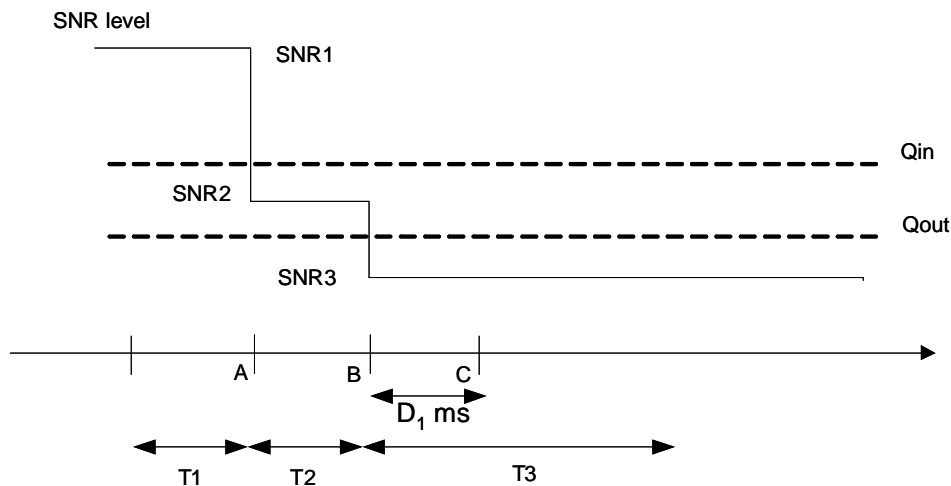 SNR level
SNR1
Qin
SNR2
Qout
SNR3
A B C
D₁ ms
T1 T2 T3